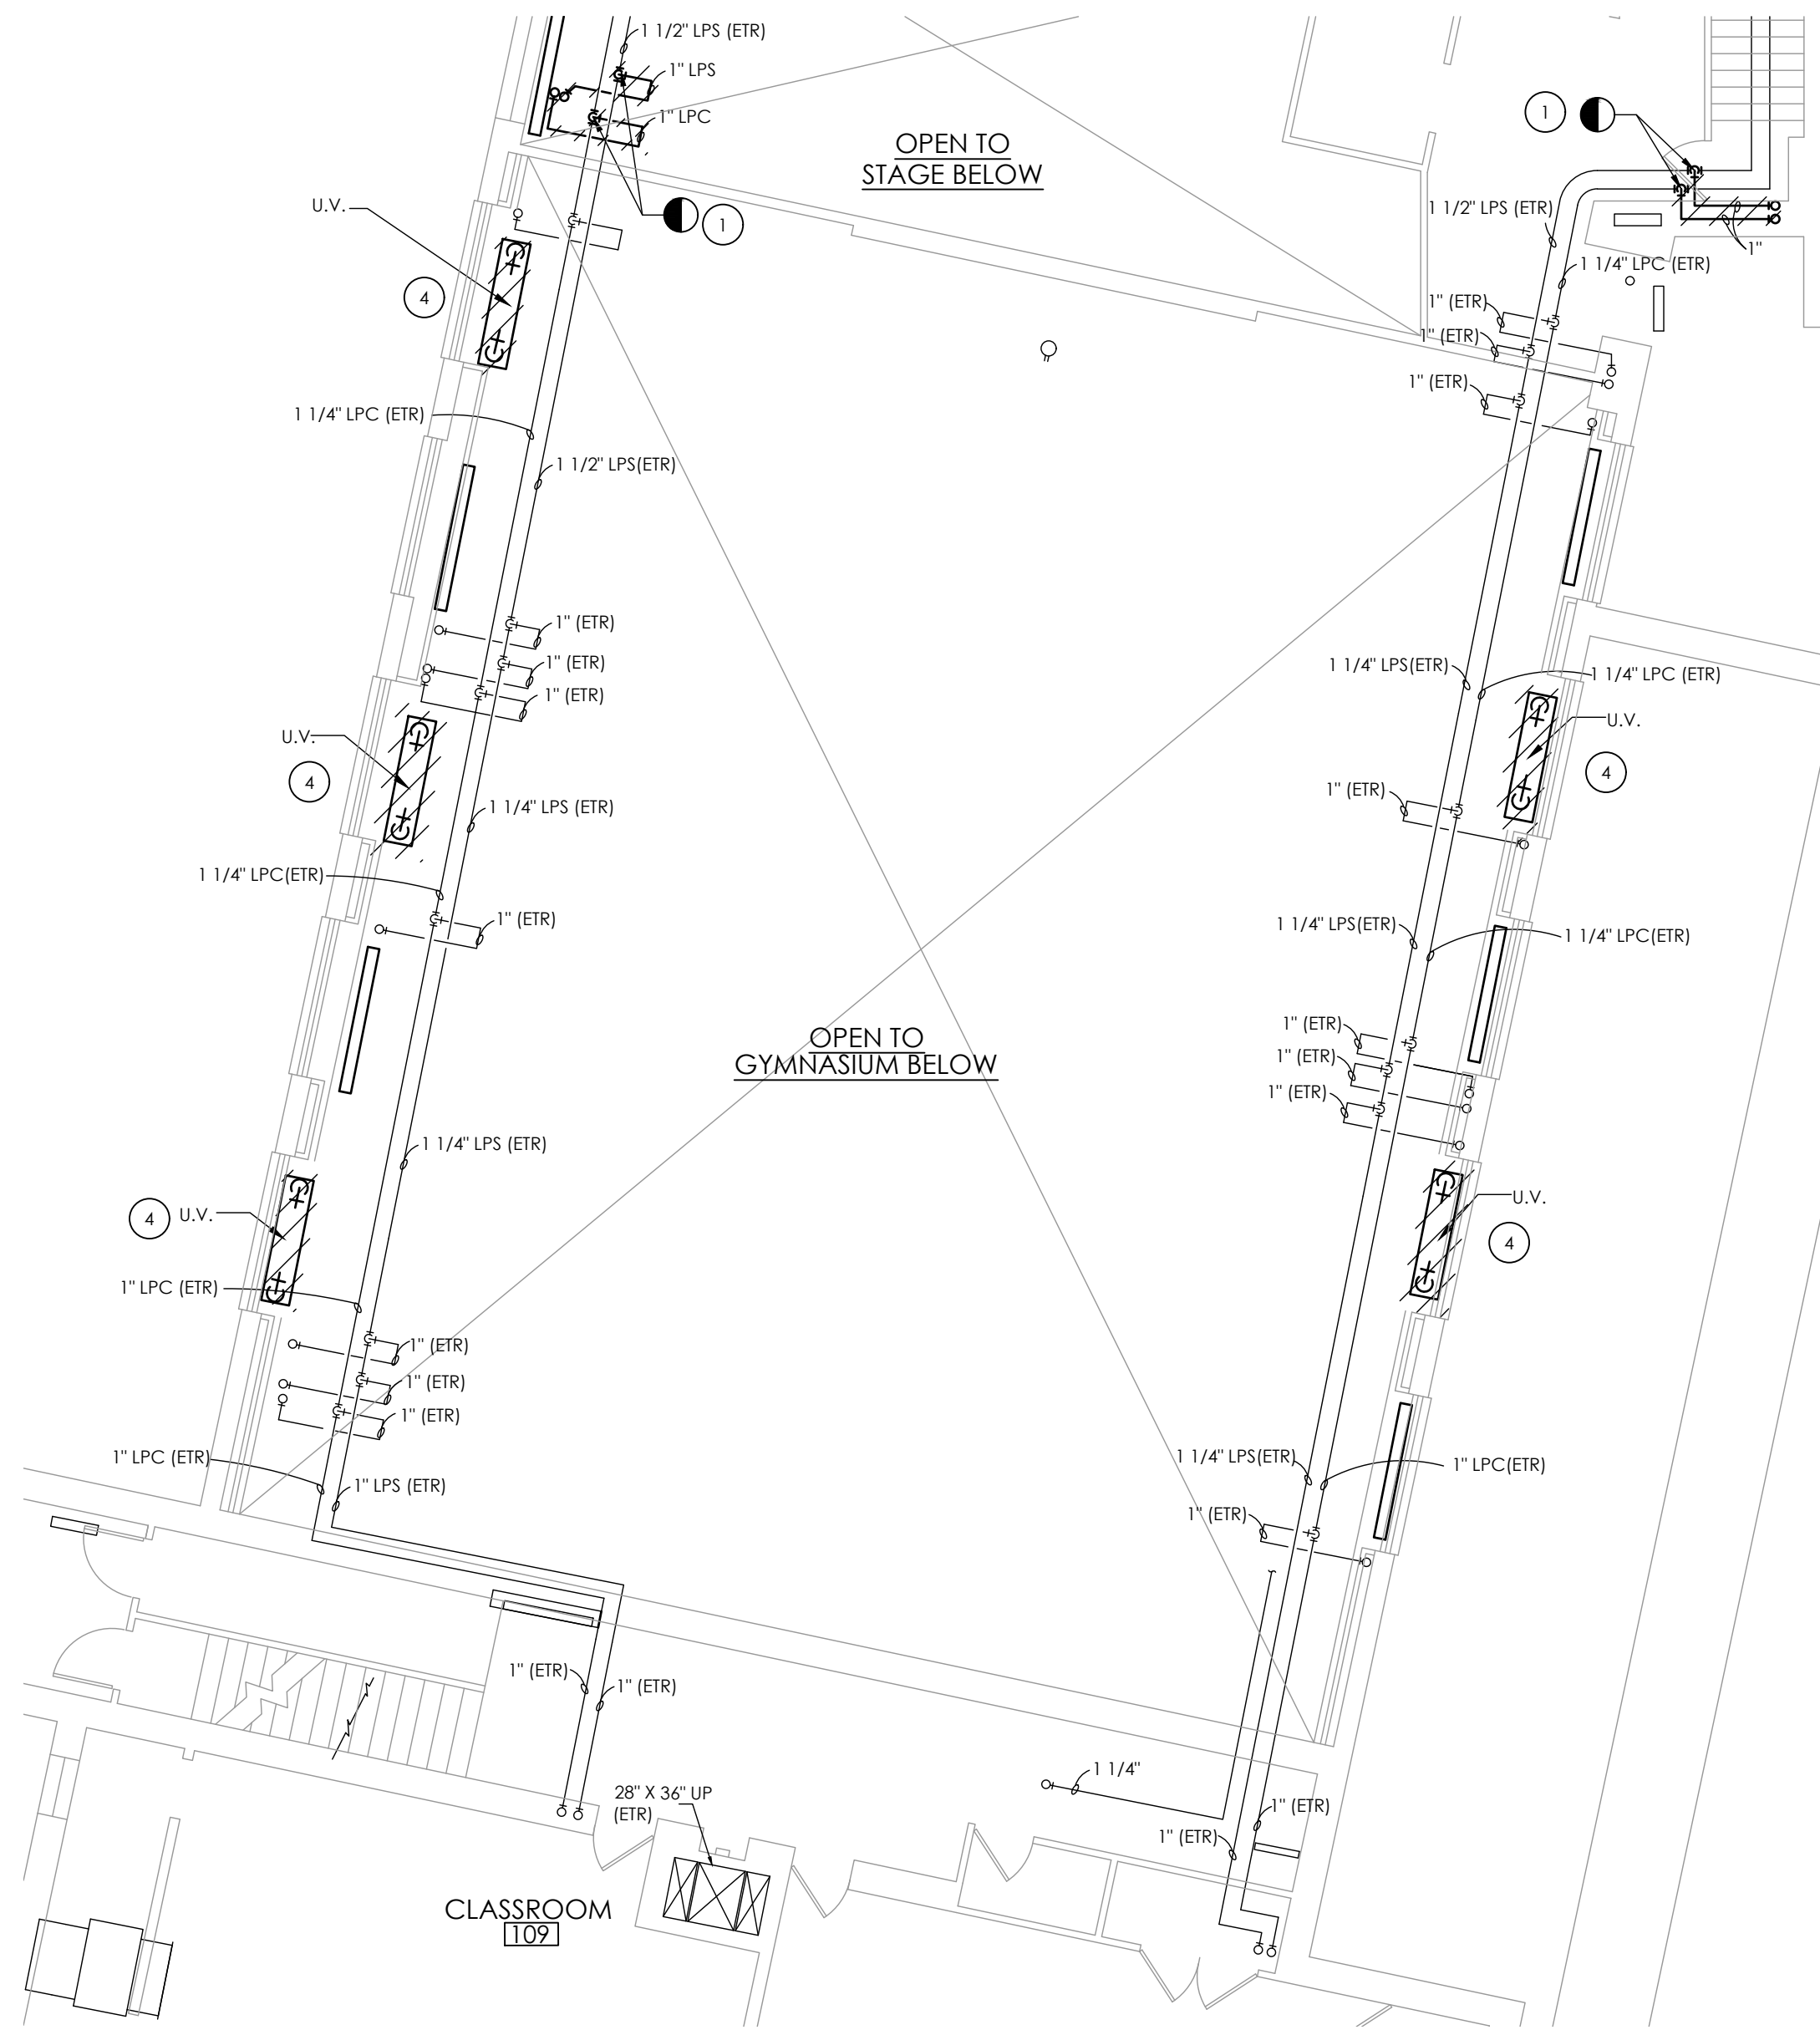 1 1/2" LPS (ETR)
1" LPS
1" LPC
OPEN TO
STAGE BELOW
1
U.V.
1
1 1/2" LPS (ETR)
1"
4
1 1/4" LPC (ETR)
1" (ETR)
1" (ETR)
1" (ETR)
1 1/4" LPC (ETR)
1 1/2" LPS(ETR)
1" (ETR)
1" (ETR)
1" (ETR)
1 1/4" LPS(ETR)
1 1/4" LPC (ETR)
U.V.
U.V.
4
4
1" (ETR)
1 1/4" LPS (ETR)
1 1/4" LPC(ETR)
1" (ETR)
1 1/4" LPS(ETR)
1 1/4" LPC(ETR)
OPEN TO
GYMNASIUM BELOW
1" (ETR)
1" (ETR)
1" (ETR)
1 1/4" LPS (ETR)
4
U.V.
U.V.
4
1" LPC (ETR)
1" (ETR)
1" (ETR)
1" (ETR)
1" LPC (ETR)
1" LPS (ETR)
1 1/4" LPS(ETR)
1" LPC(ETR)
1" (ETR)
1" (ETR)
1" (ETR)
28" X 36" UP
(ETR)
1 1/4"
1" (ETR)
1" (ETR)
CLASSROOM
109